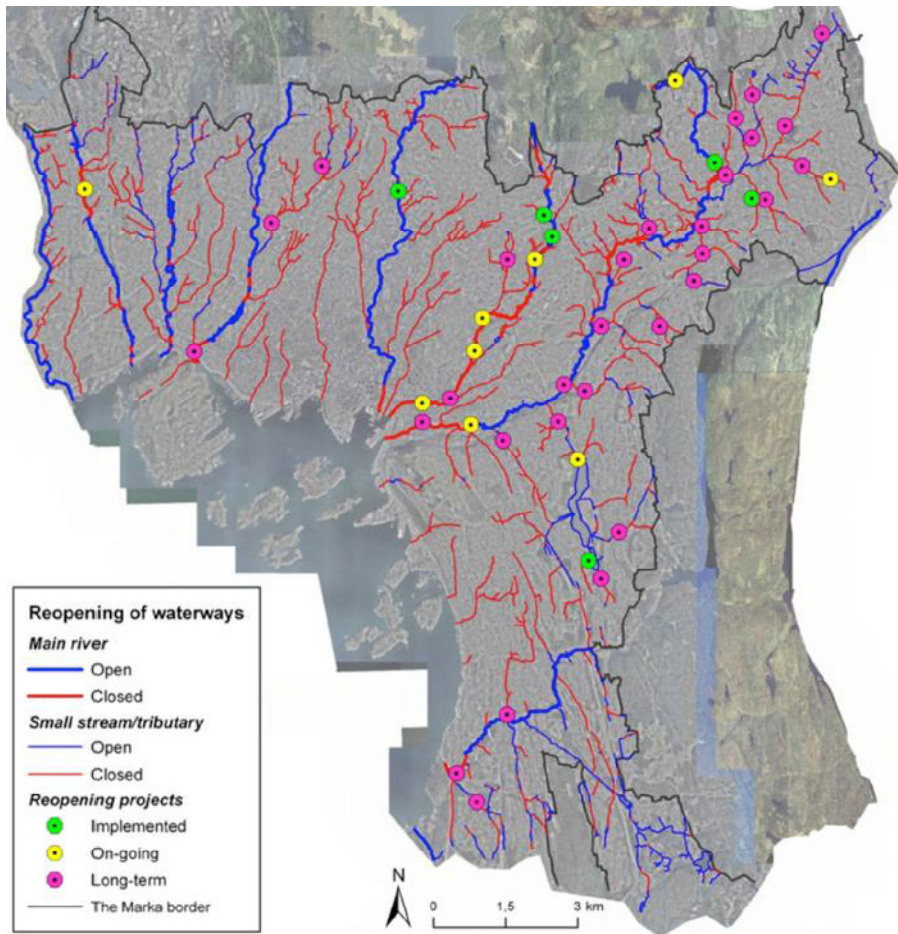 Reopening of waterways
Main river
Open
Closed
Small stream/tributary
Open
Closed
Reopening projects
Implemented
On-going
Long-term
The Marka border
N
0 1,5 3 km